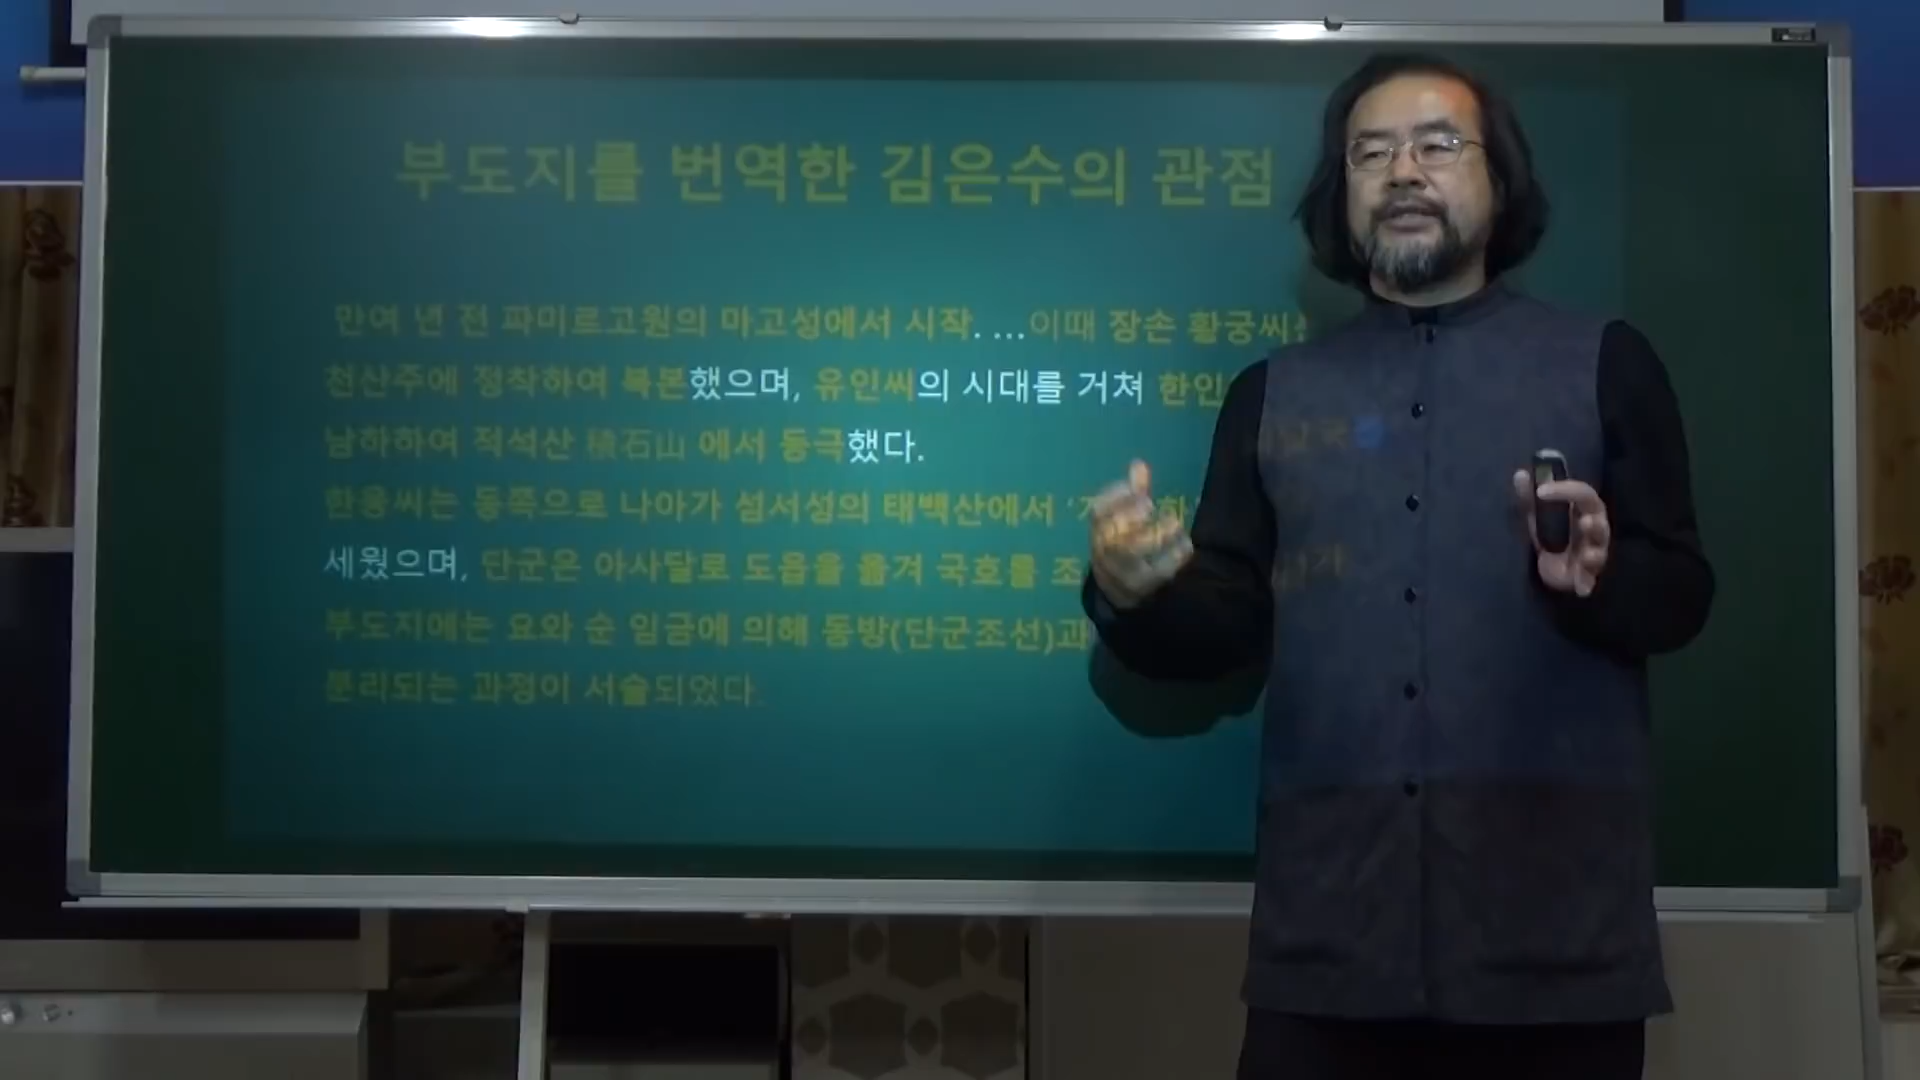 부도지를 번역한 김은수의 관점
만여 년 전 파미르고원의 마고성에서 시작. ...이때 장손 황궁씨는
천산주에 정착하여 복본했으며, 유인씨의 시대를 거쳐 한인
남하하여 적석산 積石山 에서 등극했다.
한웅씨는 동쪽으로 나아가 섬서성의 태백산에서
세웠으며, 단군은 아사달로 도읍을 옮겨 국호를 조
부도지에는 요와 순 임금에 의해 동방(단군조선)과
분리되는 과정이 서술되었다.